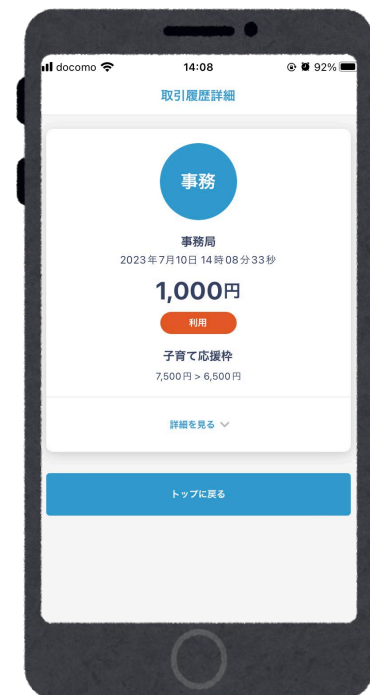 docomo 14:08 92%
取引履歴詳細
事務
事務局
2023年7月10日 14時08分33秒
1,000円
利用
子育て応援枠
7,500円 > 6,500円
詳細を見る
トップに戻る